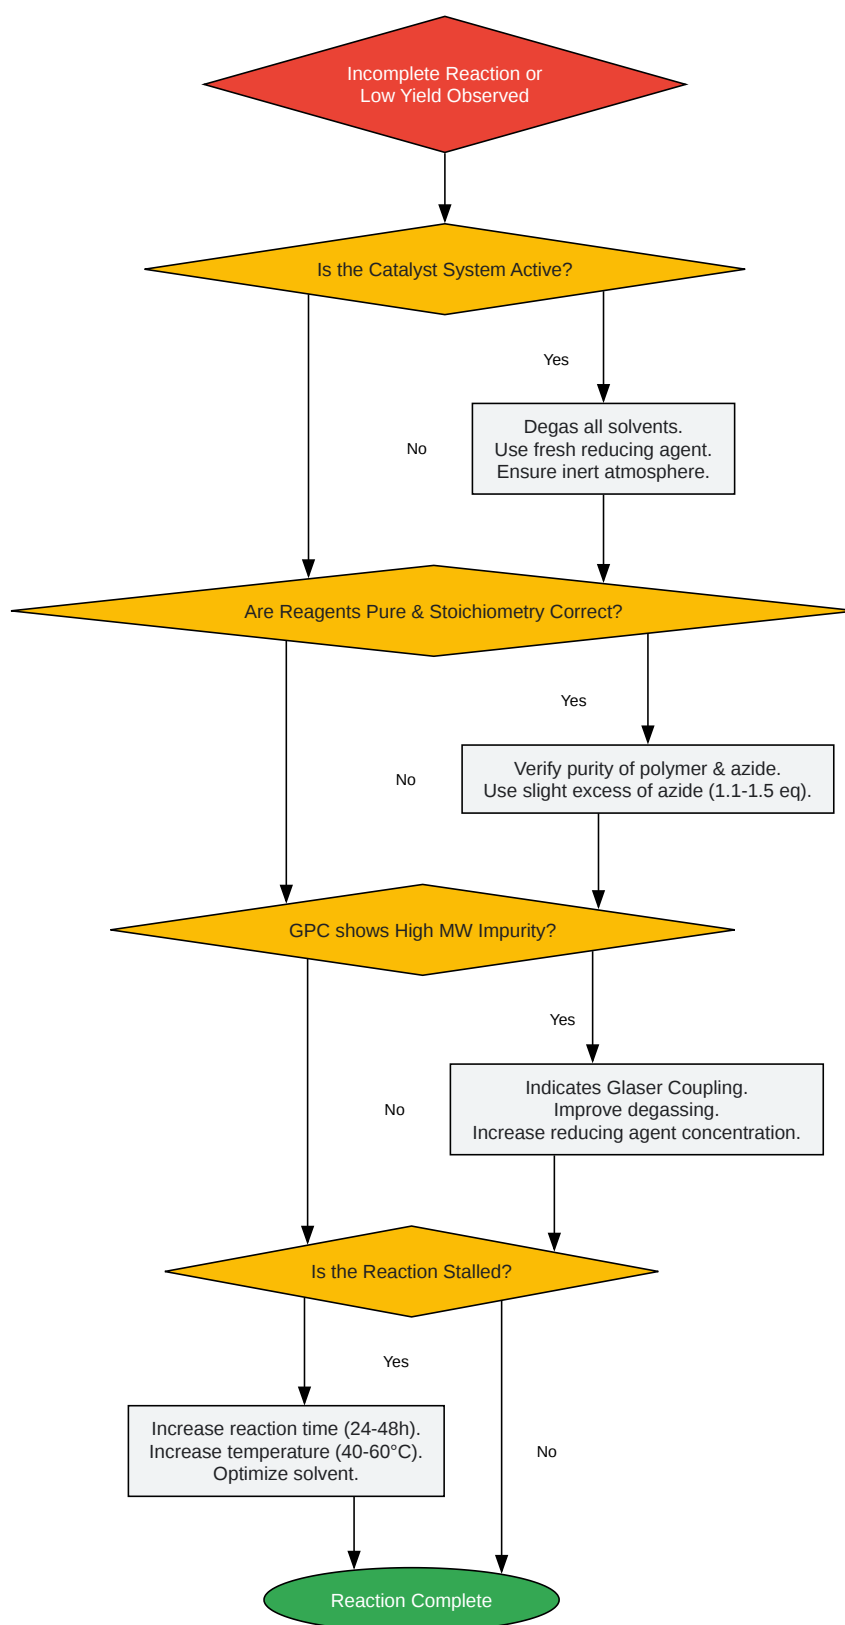 Incomplete Reaction or
Low Yield Observed
Is the Catalyst System Active?
Yes
No
Degas all solvents.
Use fresh reducing agent.
Ensure inert atmosphere.
Are Reagents Pure & Stoichiometry Correct?
Yes
No
Verify purity of polymer & azide.
Use slight excess of azide (1.1-1.5 eq).
GPC shows High MW Impurity?
Yes
No
Indicates Glaser Coupling.
Improve degassing.
Increase reducing agent concentration.
Is the Reaction Stalled?
Yes
Increase reaction time (24-48h).
Increase temperature (40-60°C).
Optimize solvent.
No
Reaction Complete